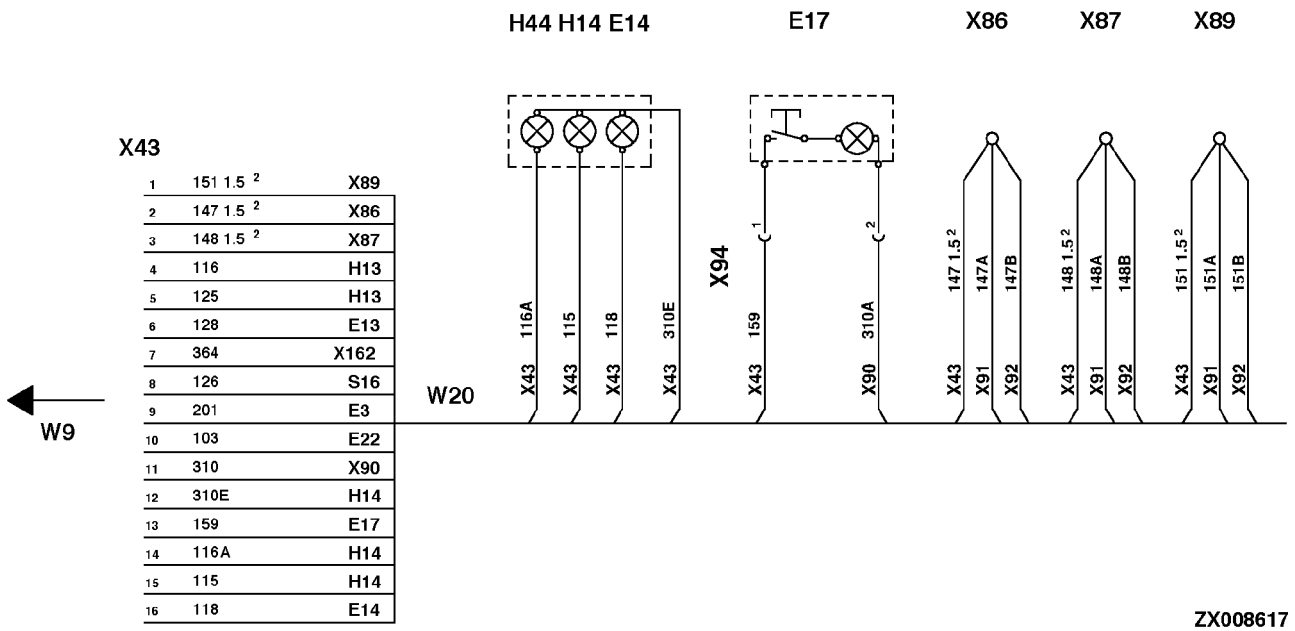 H44 H14 E14 E17 X86 X87 X89
X43
1 151 1.5 ² X89
2 147 1.5 ² X86
3 148 1.5 ² X87
4 116 H13
5 125 H13
6 128 E13
7 364 X162
8 126 S16
9 201 E3
10 103 E22
11 310 X90
12 310E H14
13 159 E17
14 116A H14
15 115 H14
16 118 E14
W9
W20
116A
115
118
310E
X43
X43
X43
X43
X94
1
2
159
310A
X43
X90
147 1.5 ²
147A
147B
X43
X91
X92
148 1.5 ²
148A
148B
X43
X91
X92
151 1.5 ²
151A
151B
X43
X91
X92
ZX008617